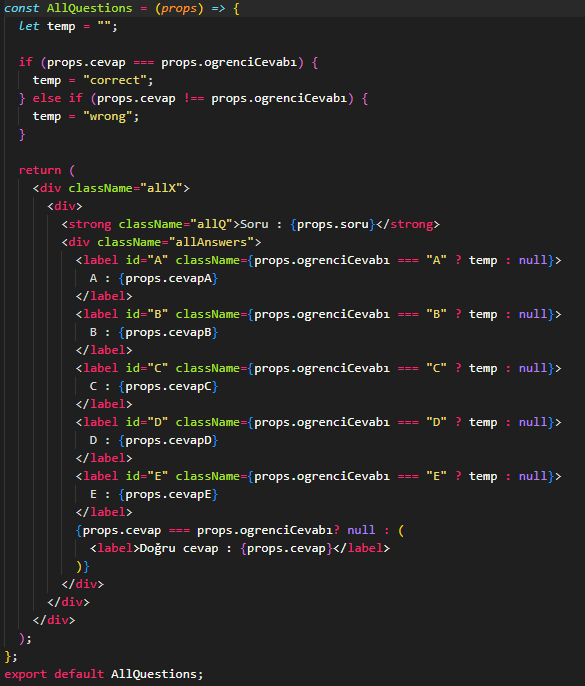 const AllQuestions = (props) => {
  let temp = "";

  if (props.cevap === props.ogrenciCevabı) {
    temp = "correct";
  } else if (props.cevap !== props.ogrenciCevabı) {
    temp = "wrong";
  }

  return (
    <div className="allX">
      <div>
        <strong className="allQ">Soru : {props.soru}</strong>
        <div className="allAnswers">
          <label id="A" className={props.ogrenciCevabı === "A" ? temp : null}>
            A : {props.cevapA}
          </label>
          <label id="B" className={props.ogrenciCevabı === "B" ? temp : null}>
            B : {props.cevapB}
          </label>
          <label id="C" className={props.ogrenciCevabı === "C" ? temp : null}>
            C : {props.cevapC}
          </label>
          <label id="D" className={props.ogrenciCevabı === "D" ? temp : null}>
            D : {props.cevapD}
          </label>
          <label id="E" className={props.ogrenciCevabı === "E" ? temp : null}>
            E : {props.cevapE}
          </label>
          {props.cevap === props.ogrenciCevabı? null : (
            <label>Doğru cevap : {props.cevap}</label>
          )}
        </div>
      </div>
    </div>
  );
};
export default AllQuestions;